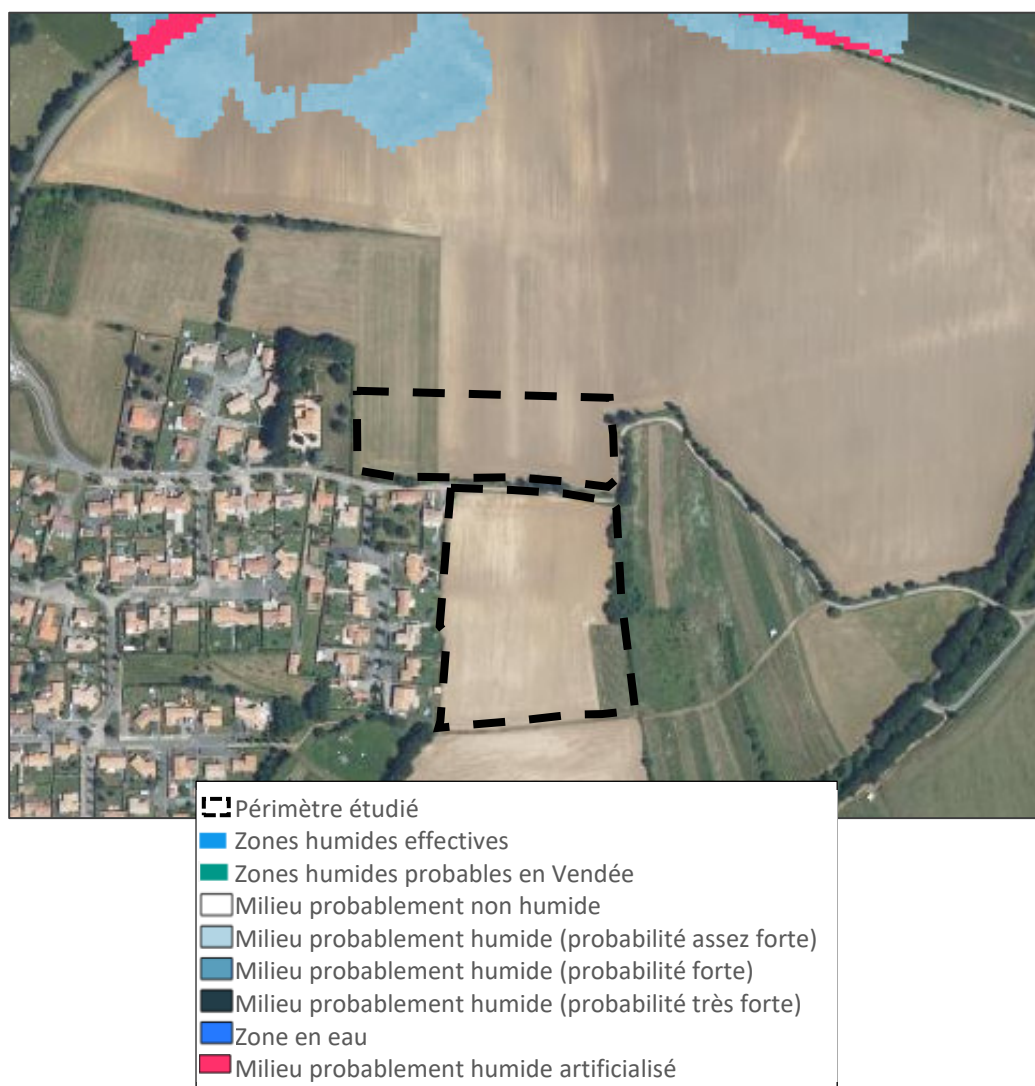 Périmètre étudié
Zones humides effectives
Zones humides probables en Vendée
Milieu probablement non humide
Milieu probablement humide (probabilité assez forte)
Milieu probablement humide (probabilité forte)
Milieu probablement humide (probabilité très forte)
Zone en eau
Milieu probablement humide artificialisé